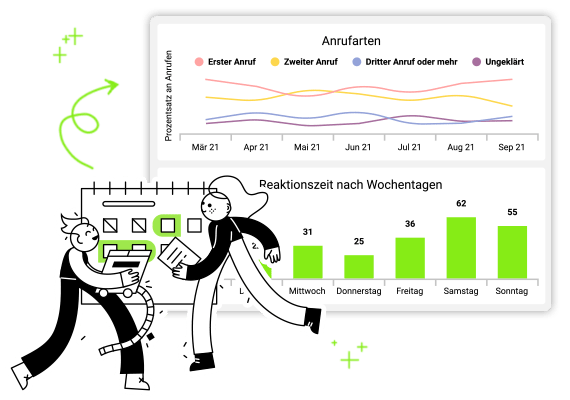 Anrufarten
Erster Anruf Zweiter Anruf Dritter Anruf oder mehr Ungeklärt
Prozentsatz an Anrufen
Mär 21 Apr 21 Mai 21 Jun 21 Jul 21 Aug 21 Sep 21
Reaktionszeit nach Wochentagen
31 25 36 62 55
Mittwoch Donnerstag Freitag Samstag Sonntag